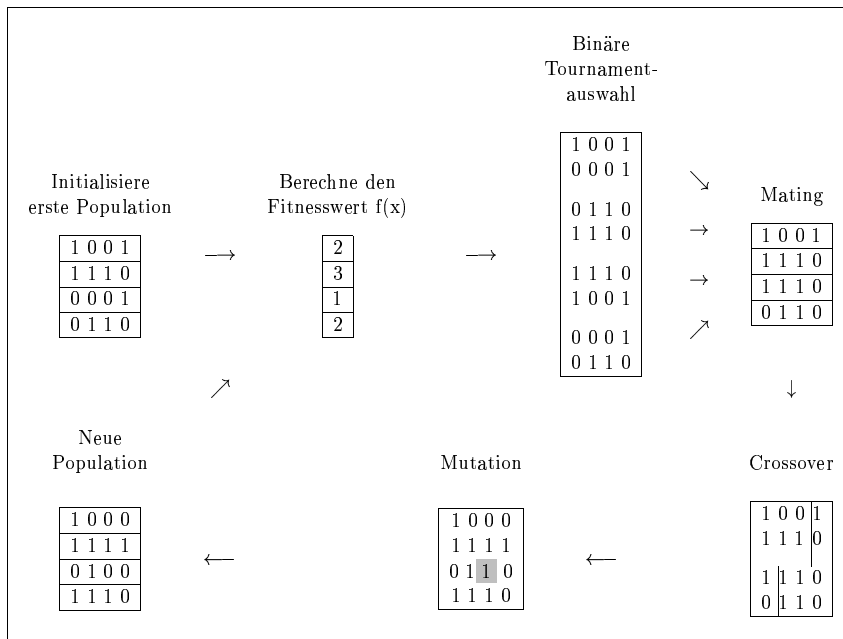 Binäre
Tournament-
auswahl
Initialisiere
erste Population
Berechne den
Fitnesswert f(x)
Mating
1 0 0 1
1 1 1 0
0 0 0 1
0 1 1 0
2
3
1
2
1 0 0 1
0 0 0 1
0 1 1 0
1 1 1 0
1 1 1 0
1 0 0 1
0 0 0 1
0 1 1 0
1 0 0 1
1 1 1 0
1 1 1 0
0 1 1 0
Neue
Population
Mutation
Crossover
1 0 0 0
1 1 1 1
0 1 0 0
1 1 1 0
1 0 0 0
1 1 1 1
0 1 1 0
1 1 1 0
1 0 0 1
1 1 1 0
1 1 1 0
0 1 1 0